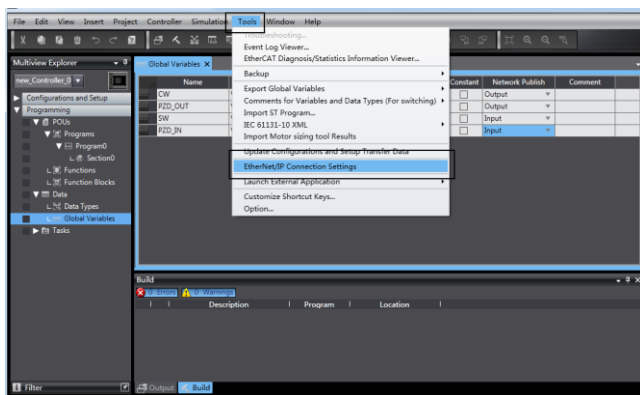 File Edit View Insert Project Controller Simulation Tools Window Help
Multiview Explorer
new_Controller_0
Configurations and Setup
Programming
POUs
Programs
Program0
Section0
Functions
Function Blocks
Data
Data Types
Global Variables
Tasks
Filter
Global Variables
Name Constant Network Publish Comment
CW Output
PZD_OUT Output
SW Input
PZD_IN Input
Troubleshooting...
Event Log Viewer...
EtherCAT Diagnosis/Statistics Information Viewer...
Backup
Export Global Variables
Comments for Variables and Data Types (For switching)
Import ST Program...
IEC 61131-10 XML
Import Motor sizing tool Results
Update Configurations and Setup Transfer Data
EtherNet/IP Connection Settings
Launch External Application
Customize Shortcut Keys...
Option...
Build
0 Errors 0 Warnings
Description Program Location
Output Build